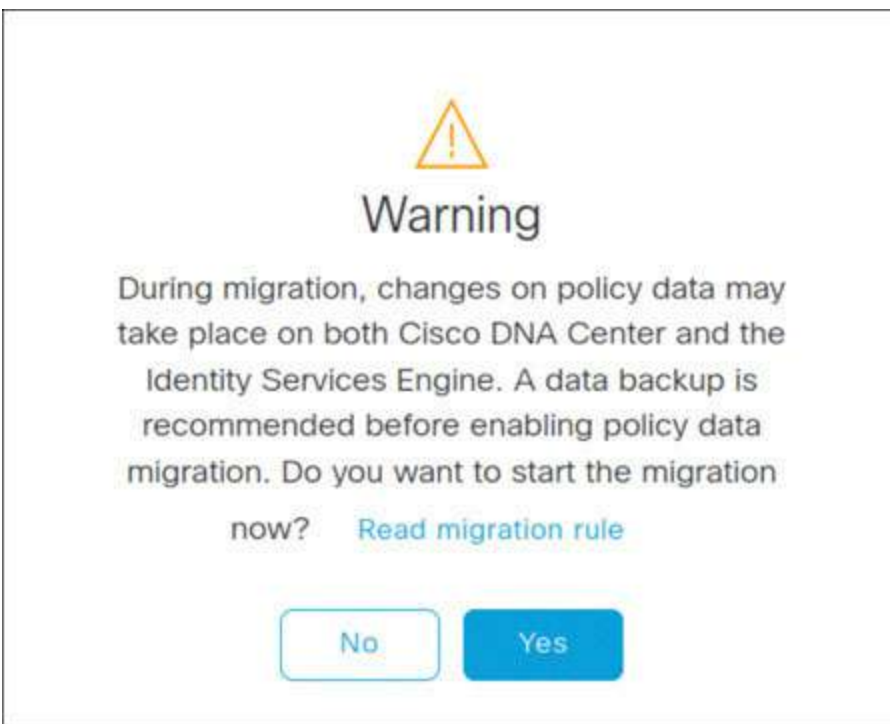 Warning
During migration, changes on policy data may
take place on both Cisco DNA Center and the
Identity Services Engine. A data backup is
recommended before enabling policy data
migration. Do you want to start the migration
now? Read migration rule
No Yes